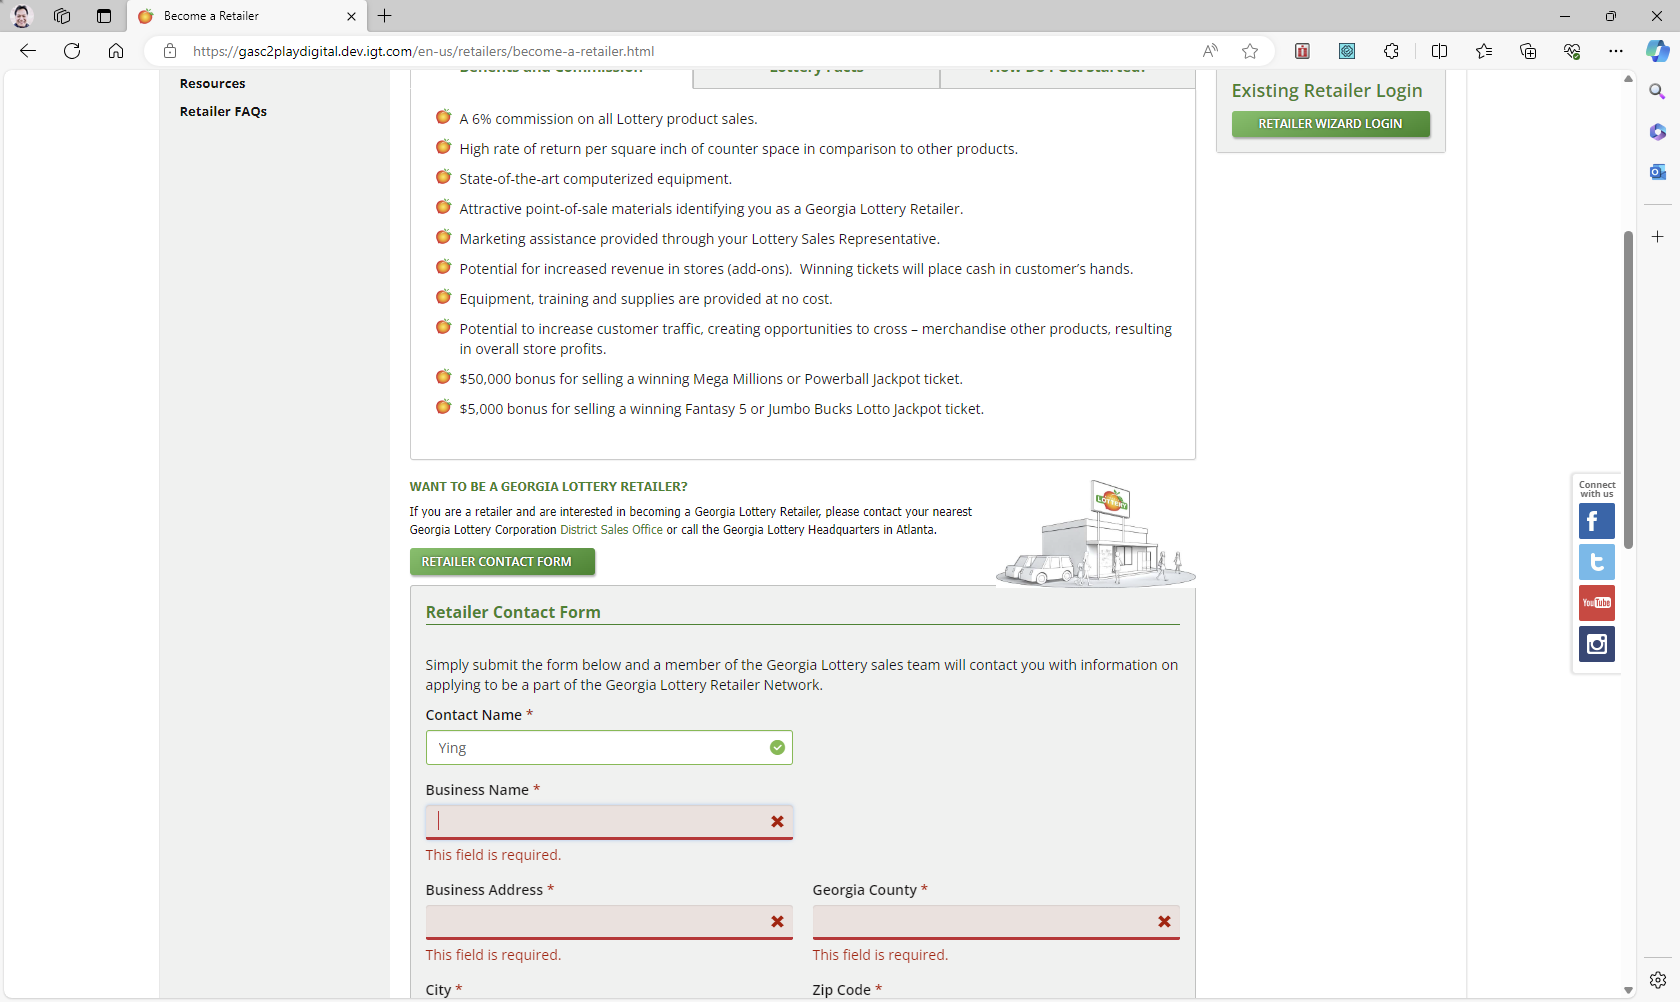 Become a Retailer
https://gasc2playdigital.dev.igt.com/en-us/retailers/become-a-retailer.html
Resources
Retailer FAQs
Benefits and Commission
Lottery Facts
How Do I Get Started?
Existing Retailer Login
RETAILER WIZARD LOGIN
A 6% commission on all Lottery product sales.
High rate of return per square inch of counter space in comparison to other products.
State-of-the-art computerized equipment.
Attractive point-of-sale materials identifying you as a Georgia Lottery Retailer.
Marketing assistance provided through your Lottery Sales Representative.
Potential for increased revenue in stores (add-ons).  Winning tickets will place cash in customer's hands.
Equipment, training and supplies are provided at no cost.
Potential to increase customer traffic, creating opportunities to cross – merchandise other products, resulting
in overall store profits.
$50,000 bonus for selling a winning Mega Millions or Powerball Jackpot ticket.
$5,000 bonus for selling a winning Fantasy 5 or Jumbo Bucks Lotto Jackpot ticket.
WANT TO BE A GEORGIA LOTTERY RETAILER?
If you are a retailer and are interested in becoming a Georgia Lottery Retailer, please contact your nearest
Georgia Lottery Corporation District Sales Office or call the Georgia Lottery Headquarters in Atlanta.
LOTTERY
RETAILER CONTACT FORM
Retailer Contact Form
Simply submit the form below and a member of the Georgia Lottery sales team will contact you with information on
applying to be a part of the Georgia Lottery Retailer Network.
Contact Name *
Ying
Business Name *
This field is required.
Business Address *
Georgia County *
This field is required.
This field is required.
City *
Zip Code *
Connect
with us
YouTube